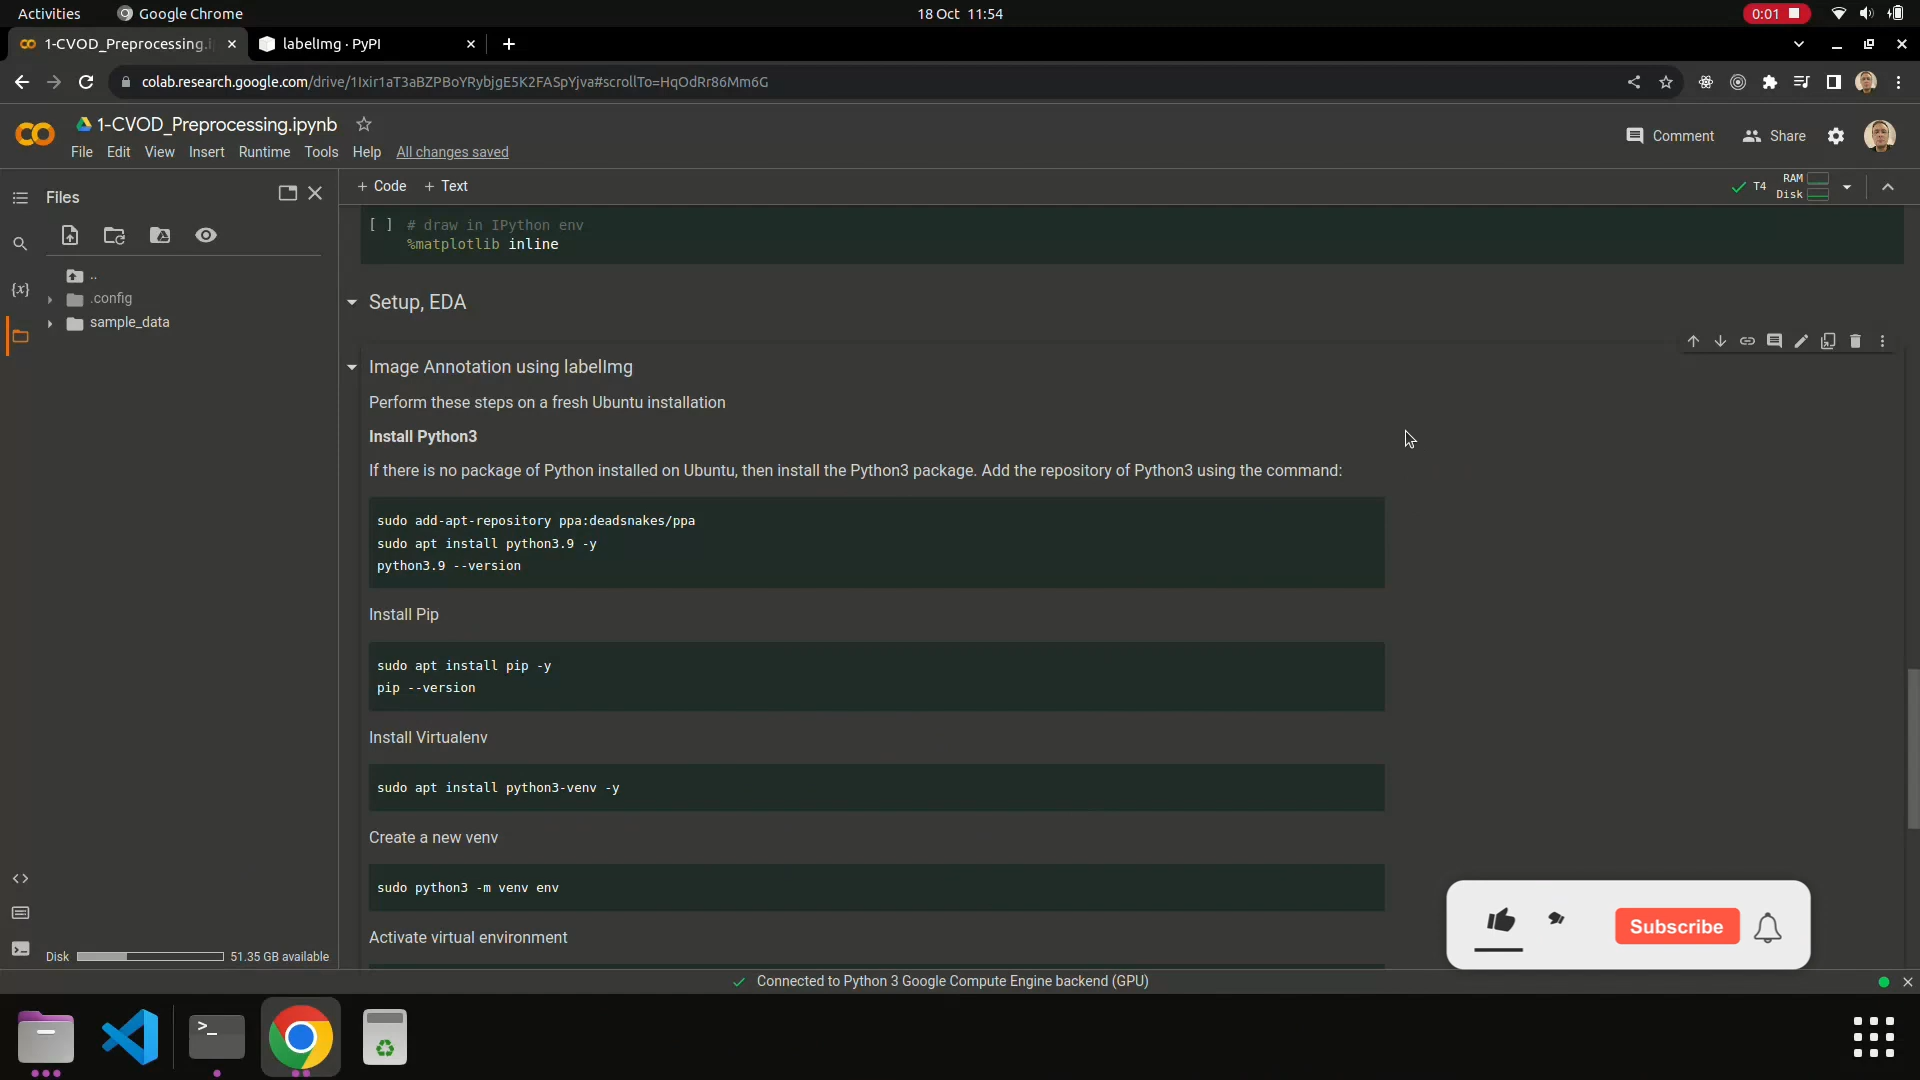 Activities
Google Chrome
18 Oct 11:54
0:01
1-CVOD_Preprocessing.i
labelImg · PyPI
colab.research.google.com/drive/1Ixir1aT3aBZPBoYRybjgE5K2FASpYjva#scrollTo=HqOdRr86Mm6G
1-CVOD_Preprocessing.ipynb
File Edit View Insert Runtime Tools Help All changes saved
Comment
Share
Files
+ Code + Text
T4
RAM
Disk
..
.config
sample_data
{x}
[ ] # draw in IPython env
%matplotlib inline
Setup, EDA
Image Annotation using labelImg
Perform these steps on a fresh Ubuntu installation
Install Python3
If there is no package of Python installed on Ubuntu, then install the Python3 package. Add the repository of Python3 using the command:
sudo add-apt-repository ppa:deadsnakes/ppa
sudo apt install python3.9 -y
python3.9 --version
Install Pip
sudo apt install pip -y
pip --version
Install Virtualenv
sudo apt install python3-venv -y
Create a new venv
sudo python3 -m venv env
Activate virtual environment
Disk
51.35 GB available
Subscribe
Connected to Python 3 Google Compute Engine backend (GPU)